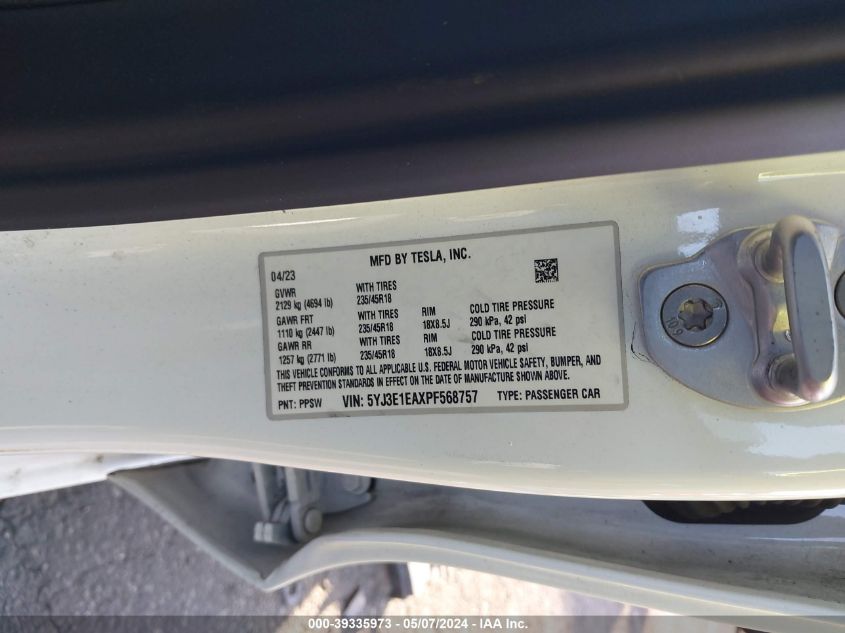 MFD BY TESLA, INC.
04/23
GVWR WITH TIRES
2129 kg (4694 lb) 235/45R18
GAWR FRT WITH TIRES RIM COLD TIRE PRESSURE
1110 kg (2447 lb) 235/45R18 18X8.5J 290 kPa, 42 psi
GAWR RR WITH TIRES RIM COLD TIRE PRESSURE
1257 kg (2771 lb) 235/45R18 18X8.5J 290 kPa, 42 psi
THIS VEHICLE CONFORMS TO ALL APPLICABLE U.S. FEDERAL MOTOR VEHICLE SAFETY, BUMPER, AND
THEFT PREVENTION STANDARDS IN EFFECT ON THE DATE OF MANUFACTURE SHOWN ABOVE.
PNT: PPSW VIN: 5YJ3E1EAXPF568757 TYPE: PASSENGER CAR
10.9
000-39335973 / 05/07/2024 - © IAA, Inc.